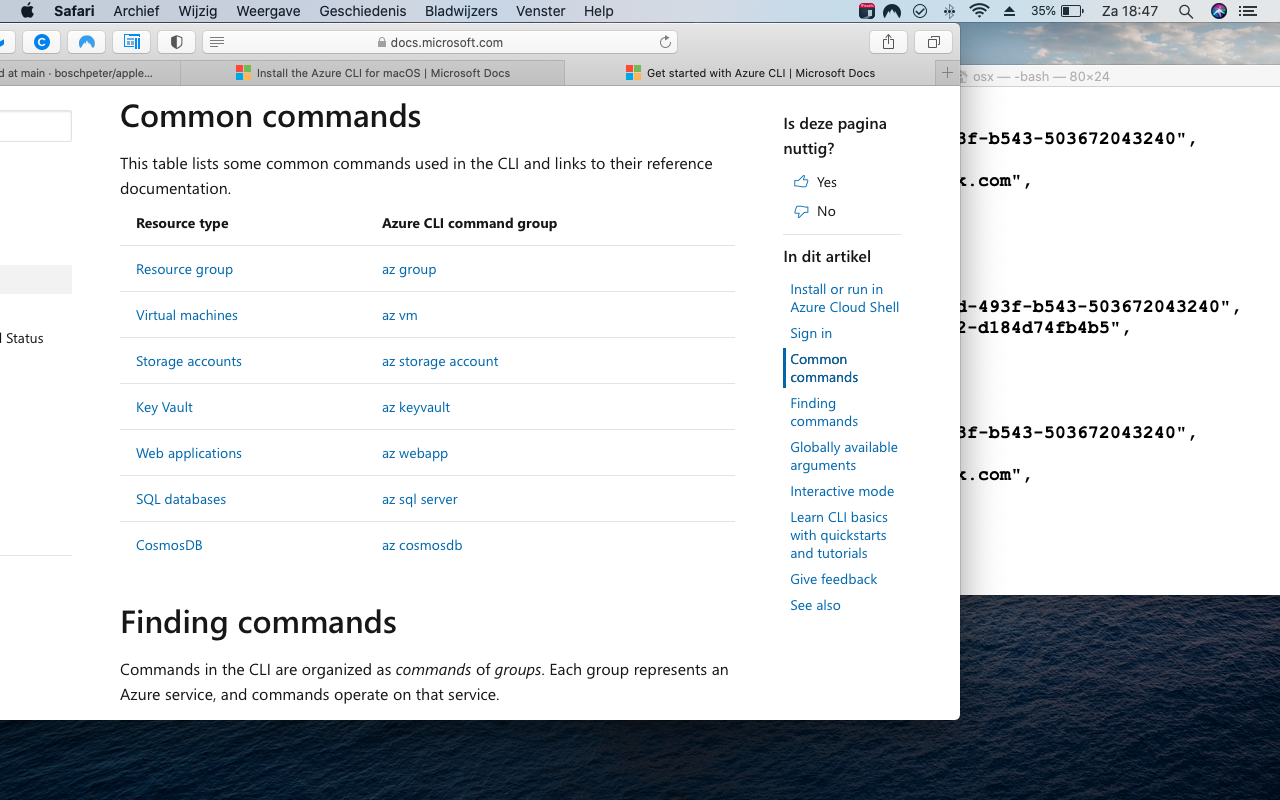 Safari Archief Wijzig Weergave Geschiedenis Bladwijzers Venster Help 35% Za 18:47
docs.microsoft.com
d at main · boschpeter/apple... Install the Azure CLI for macOS | Microsoft Docs Get started with Azure CLI | Microsoft Docs
osx — -bash — 80×24
Common commands
This table lists some common commands used in the CLI and links to their reference
documentation.
Resource type Azure CLI command group
Resource group az group
Virtual machines az vm
Storage accounts az storage account
Key Vault az keyvault
Web applications az webapp
SQL databases az sql server
CosmosDB az cosmosdb
Finding commands
Commands in the CLI are organized as commands of groups. Each group represents an
Azure service, and commands operate on that service.
l Status
Is deze pagina
nuttig?
Yes
No
In dit artikel
Install or run in
Azure Cloud Shell
Sign in
Common
commands
Finding
commands
Globally available
arguments
Interactive mode
Learn CLI basics
with quickstarts
and tutorials
Give feedback
See also
3f-b543-503672043240",
k.com",
d-493f-b543-503672043240",
2-d184d74fb4b5",
3f-b543-503672043240",
k.com",